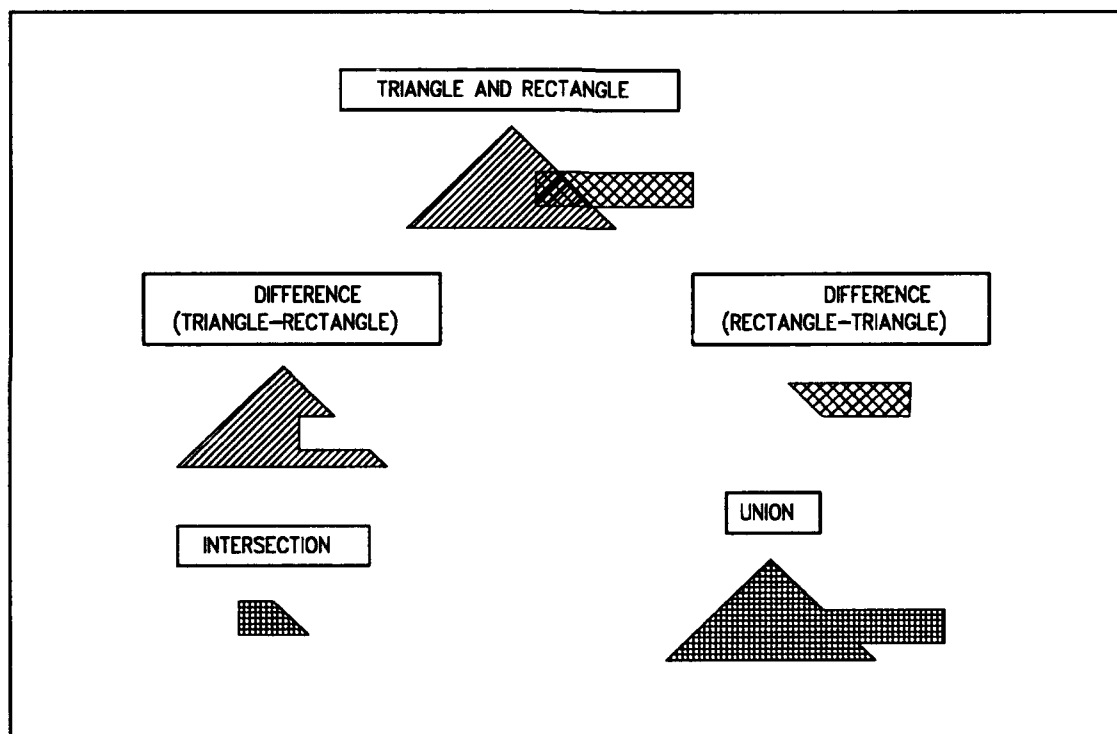 TRIANGLE AND RECTANGLE
DIFFERENCE
(TRIANGLE-RECTANGLE)
DIFFERENCE
(RECTANGLE-TRIANGLE)
INTERSECTION
UNION